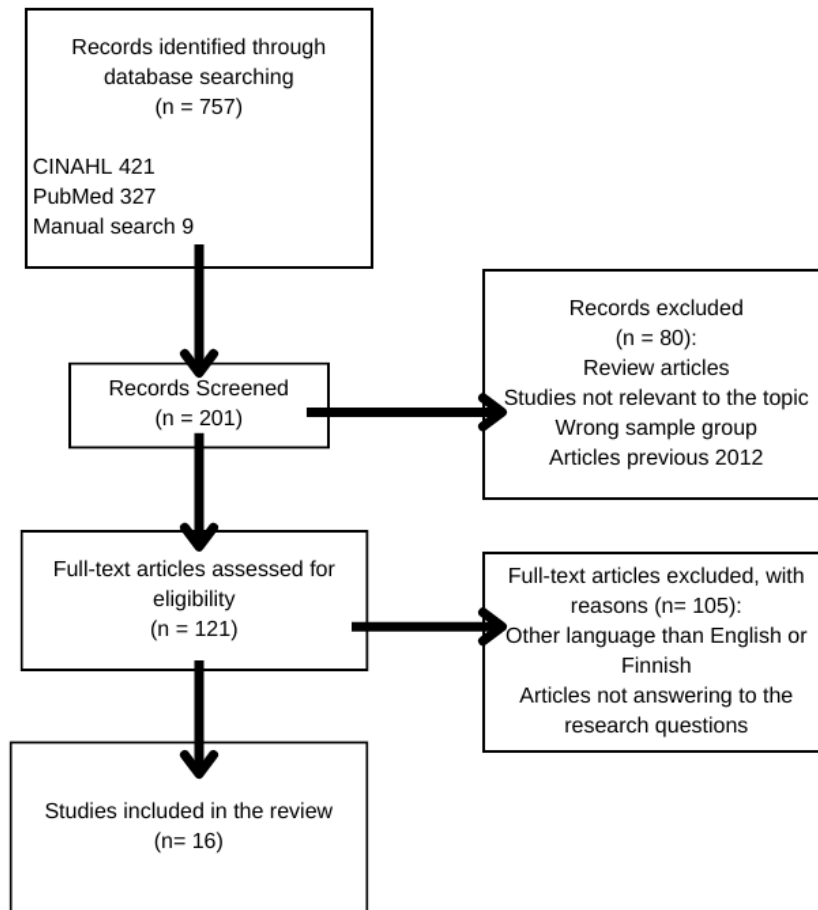 Records identified through
database searching
(n = 757)
CINAHL 421
PubMed 327
Manual search 9
Records Screened
(n = 201)
Records excluded
(n = 80):
Review articles
Studies not relevant to the topic
Wrong sample group
Articles previous 2012
Full-text articles assessed for
eligibility
(n = 121)
Full-text articles excluded, with
reasons (n= 105):
Other language than English or
Finnish
Articles not answering to the
research questions
Studies included in the review
(n= 16)